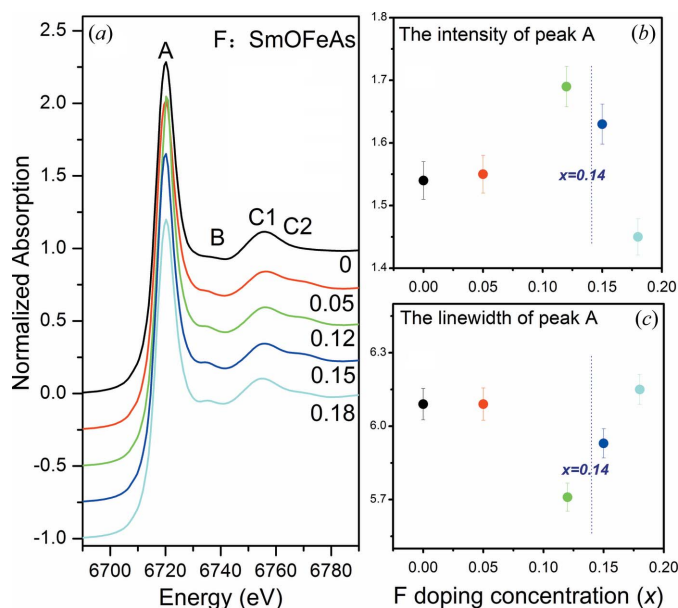 (a)
A
F: SmOFeAs
B
C1
C2
0
0.05
0.12
0.15
0.18
2.5
2.0
1.5
1.0
0.5
0.0
-0.5
-1.0
Normalized Absorption
6700 6720 6740 6760 6780
Energy (eV)
The intensity of peak A (b)
1.8
1.7
1.6
1.5
1.4
x=0.14
0.00 0.05 0.10 0.15 0.20
The linewidth of peak A (c)
6.3
6.0
5.7
x=0.14
0.00 0.05 0.10 0.15 0.20
F doping concentration (x)